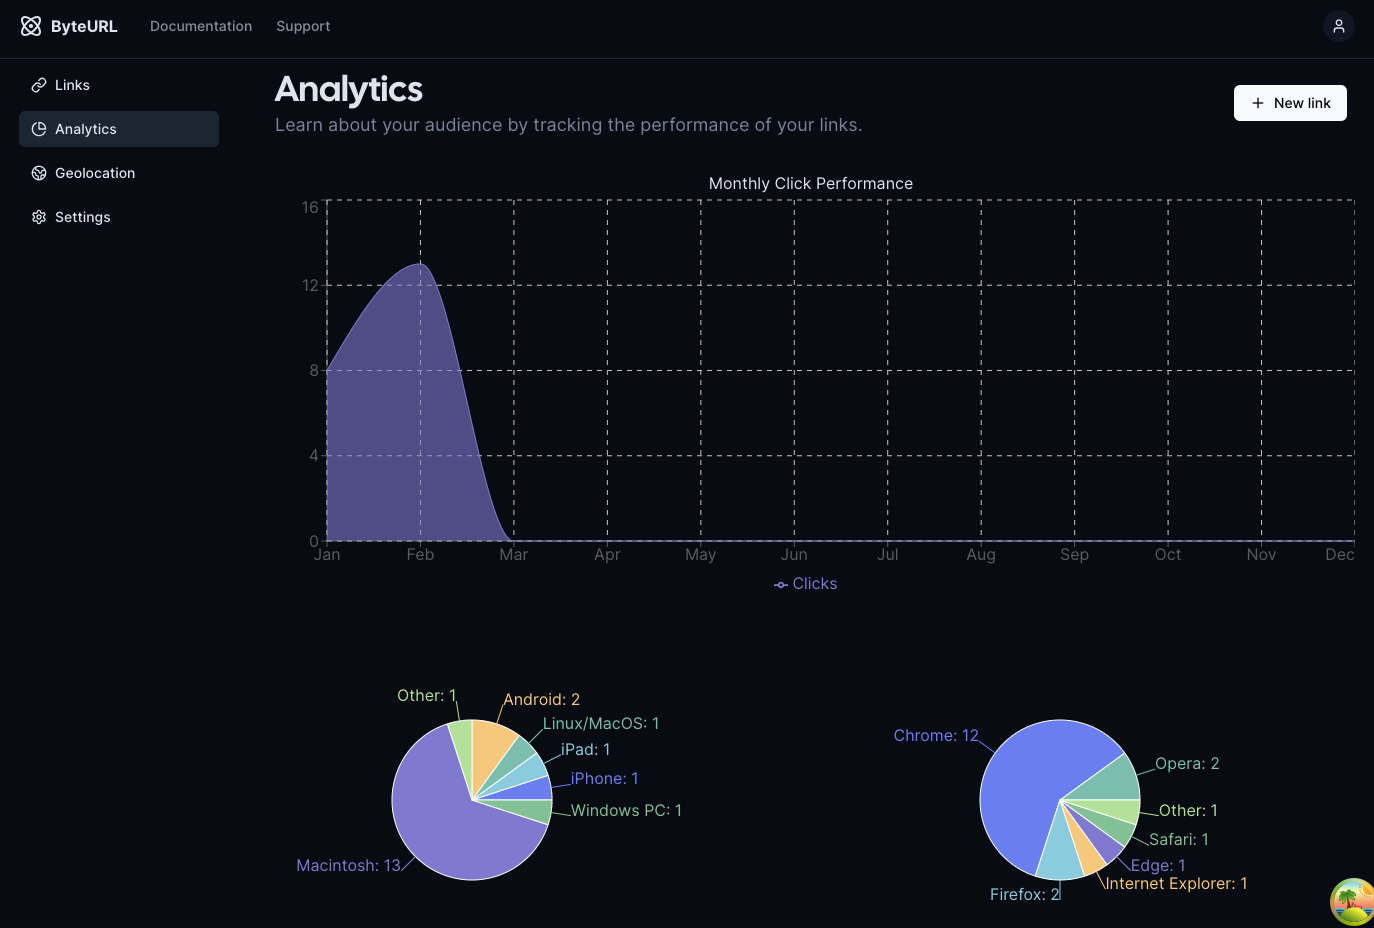 ByteURL
Documentation
Support
Links
Analytics
Geolocation
Settings
Analytics
Learn about your audience by tracking the performance of your links.
New link
Monthly Click Performance
16
12
8
4
0
Jan Feb Mar Apr May Jun Jul Aug Sep Oct Nov Dec
Clicks
Other: 1
Android: 2
Linux/MacOS: 1
iPad: 1
iPhone: 1
Windows PC: 1
Macintosh: 13
Chrome: 12
Opera: 2
Other: 1
Safari: 1
Edge: 1
Internet Explorer: 1
Firefox: 2